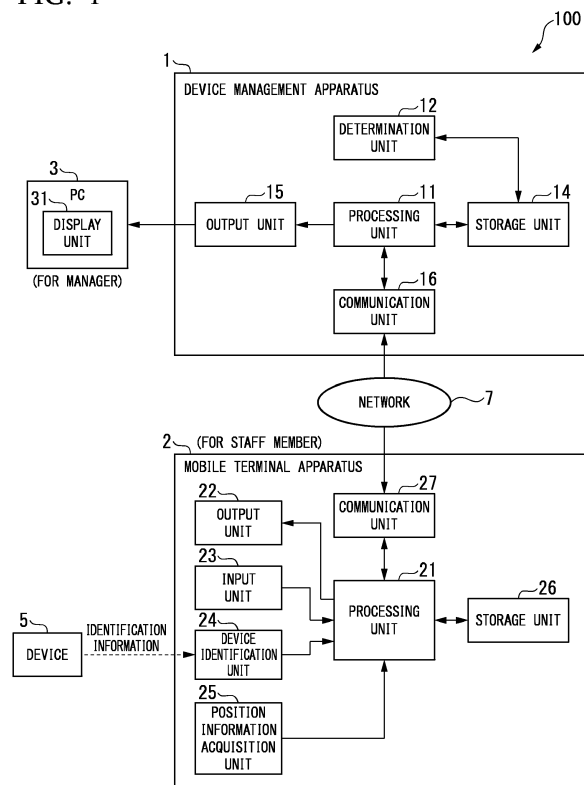 FIG. 1
100
1
DEVICE MANAGEMENT APPARATUS
12
DETERMINATION
UNIT
3
PC
31
DISPLAY
UNIT
(FOR MANAGER)
15
OUTPUT UNIT
11
PROCESSING
UNIT
14
STORAGE UNIT
16
COMMUNICATION
UNIT
NETWORK
7
2
(FOR STAFF MEMBER)
MOBILE TERMINAL APPARATUS
22
OUTPUT
UNIT
27
COMMUNICATION
UNIT
23
INPUT
UNIT
21
PROCESSING
UNIT
26
STORAGE UNIT
5
DEVICE
IDENTIFICATION
INFORMATION
24
DEVICE
IDENTIFICATION
UNIT
25
POSITION
INFORMATION
ACQUISITION
UNIT